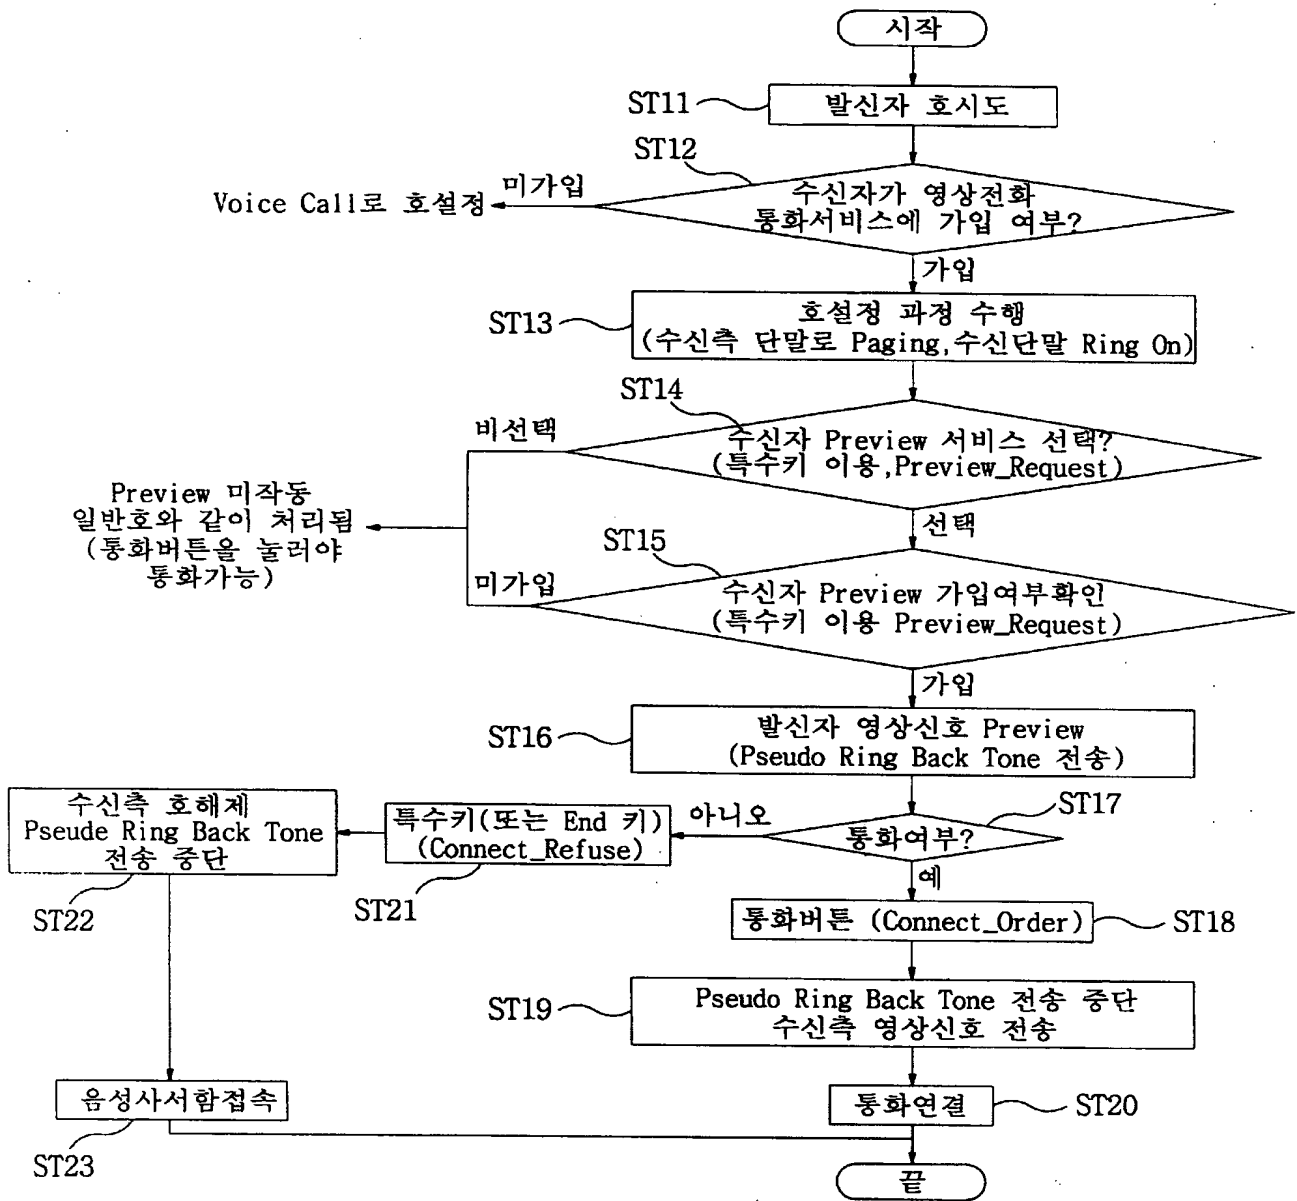 시작
ST11
발신자 호시도
ST12
수신자가 영상전화
통화서비스에 가입 여부?
미가입
Voice Call로 호설정
가입
ST13
호설정 과정 수행
(수신측 단말로 Paging,수신단말 Ring On)
ST14
수신자 Preview 서비스 선택?
(특수키 이용,Preview_Request)
비선택
Preview 미작동
일반호와 같이 처리됨
(통화버튼을 눌러야
통화가능)
선택
ST15
수신자 Preview 가입여부확인
(특수키 이용 Preview_Request)
미가입
가입
ST16
발신자 영상신호 Preview
(Pseudo Ring Back Tone 전송)
ST17
통화여부?
아니오
특수키(또는 End 키)
(Connect_Refuse)
ST21
수신측 호해제
Pseude Ring Back Tone
전송 중단
ST22
예
통화버튼 (Connect_Order)
ST18
ST19
Pseudo Ring Back Tone 전송 중단
수신측 영상신호 전송
음성사서함접속
ST23
통화연결
ST20
끝